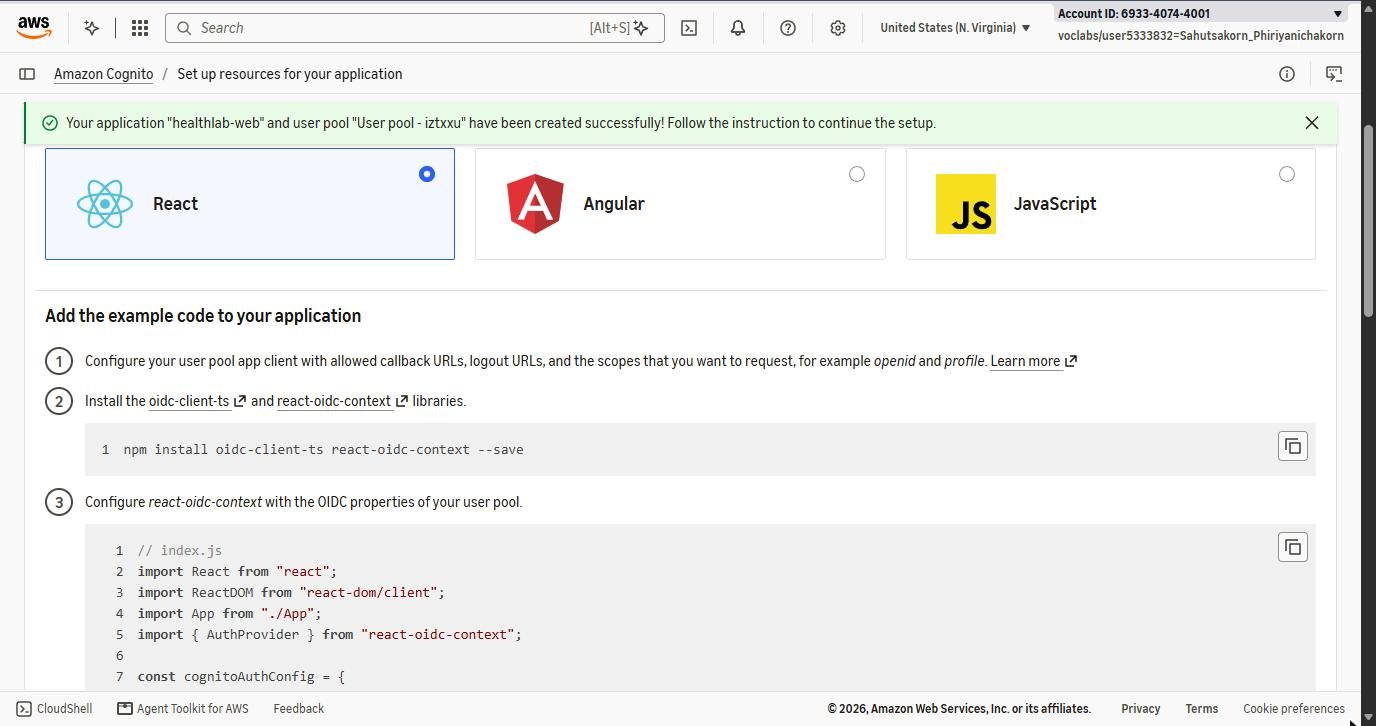 aws
Search
[Alt+S]
United States (N. Virginia)
Account ID: 6933-4074-4001
voclabs/user5333832=Sahutsakorn_Phiriyanichakorn
Amazon Cognito / Set up resources for your application
Your application "healthlab-web" and user pool "User pool - iztxxu" have been created successfully! Follow the instruction to continue the setup.
React
Angular
JS
JavaScript
Add the example code to your application
1 Configure your user pool app client with allowed callback URLs, logout URLs, and the scopes that you want to request, for example openid and profile. Learn more
2 Install the oidc-client-ts and react-oidc-context libraries.
1 npm install oidc-client-ts react-oidc-context --save
3 Configure react-oidc-context with the OIDC properties of your user pool.
1 // index.js
2 import React from "react";
3 import ReactDOM from "react-dom/client";
4 import App from "./App";
5 import { AuthProvider } from "react-oidc-context";
6
7 const cognitoAuthConfig = {
CloudShell
Agent Toolkit for AWS
Feedback
© 2026, Amazon Web Services, Inc. or its affiliates.
Privacy
Terms
Cookie preferences